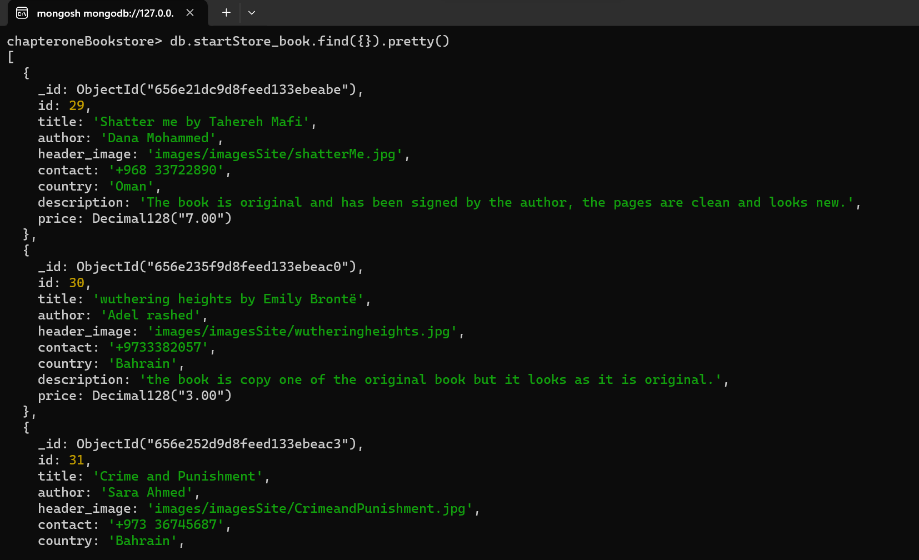 mongosh mongodb://127.0.0.
chapteroneBookstore> db.startStore_book.find({}).pretty()
[
  {
    _id: ObjectId("656e21dc9d8feed133ebeabe"),
    id: 29,
    title: 'Shatter me by Tahereh Mafi',
    author: 'Dana Mohammed',
    header_image: 'images/imagesSite/shatterMe.jpg',
    contact: '+968 33722890',
    country: 'Oman',
    description: 'The book is original and has been signed by the author, the pages are clean and looks new.',
    price: Decimal128("7.00")
  },
  {
    _id: ObjectId("656e235f9d8feed133ebeac0"),
    id: 30,
    title: 'wuthering heights by Emily Brontë',
    author: 'Adel rashed',
    header_image: 'images/imagesSite/wutheringheights.jpg',
    contact: '+9733382057',
    country: 'Bahrain',
    description: 'the book is copy one of the original book but it looks as it is original.',
    price: Decimal128("3.00")
  },
  {
    _id: ObjectId("656e252d9d8feed133ebeac3"),
    id: 31,
    title: 'Crime and Punishment',
    author: 'Sara Ahmed',
    header_image: 'images/imagesSite/CrimeandPunishment.jpg',
    contact: '+973 36745687',
    country: 'Bahrain',